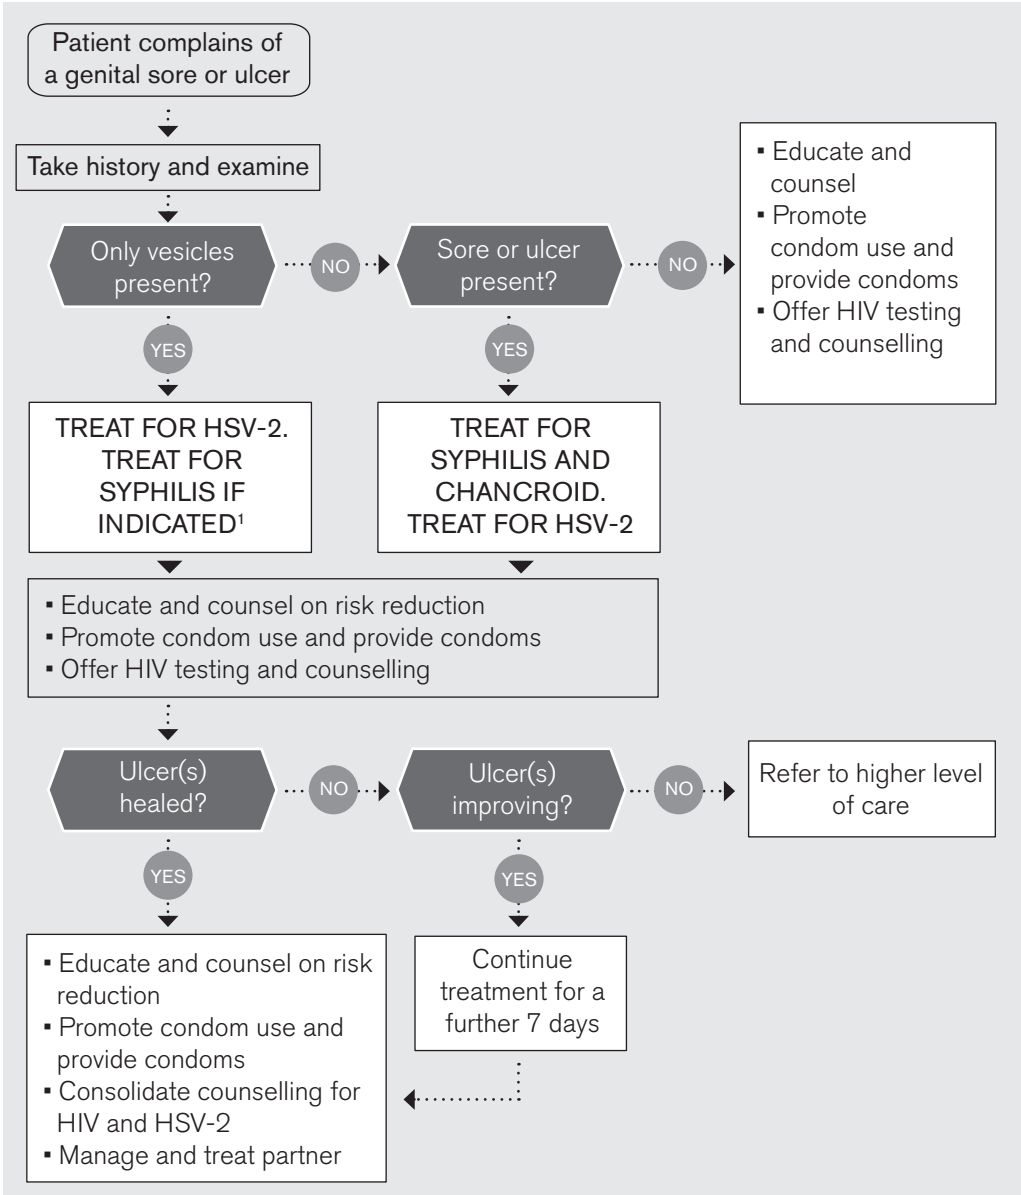 Patient complains of
a genital sore or ulcer
Take history and examine
Only vesicles
present?
NO
Sore or ulcer
present?
NO
▪ Educate and
counsel
▪ Promote
condom use and
provide condoms
▪ Offer HIV testing
and counselling
YES
YES
TREAT FOR HSV-2.
TREAT FOR
SYPHILIS IF
INDICATED¹
TREAT FOR
SYPHILIS AND
CHANCROID.
TREAT FOR HSV-2
▪ Educate and counsel on risk reduction
▪ Promote condom use and provide condoms
▪ Offer HIV testing and counselling
Ulcer(s)
healed?
NO
Ulcer(s)
improving?
NO
Refer to higher level
of care
YES
YES
▪ Educate and counsel on risk
reduction
▪ Promote condom use and
provide condoms
▪ Consolidate counselling for
HIV and HSV-2
▪ Manage and treat partner
Continue
treatment for a
further 7 days